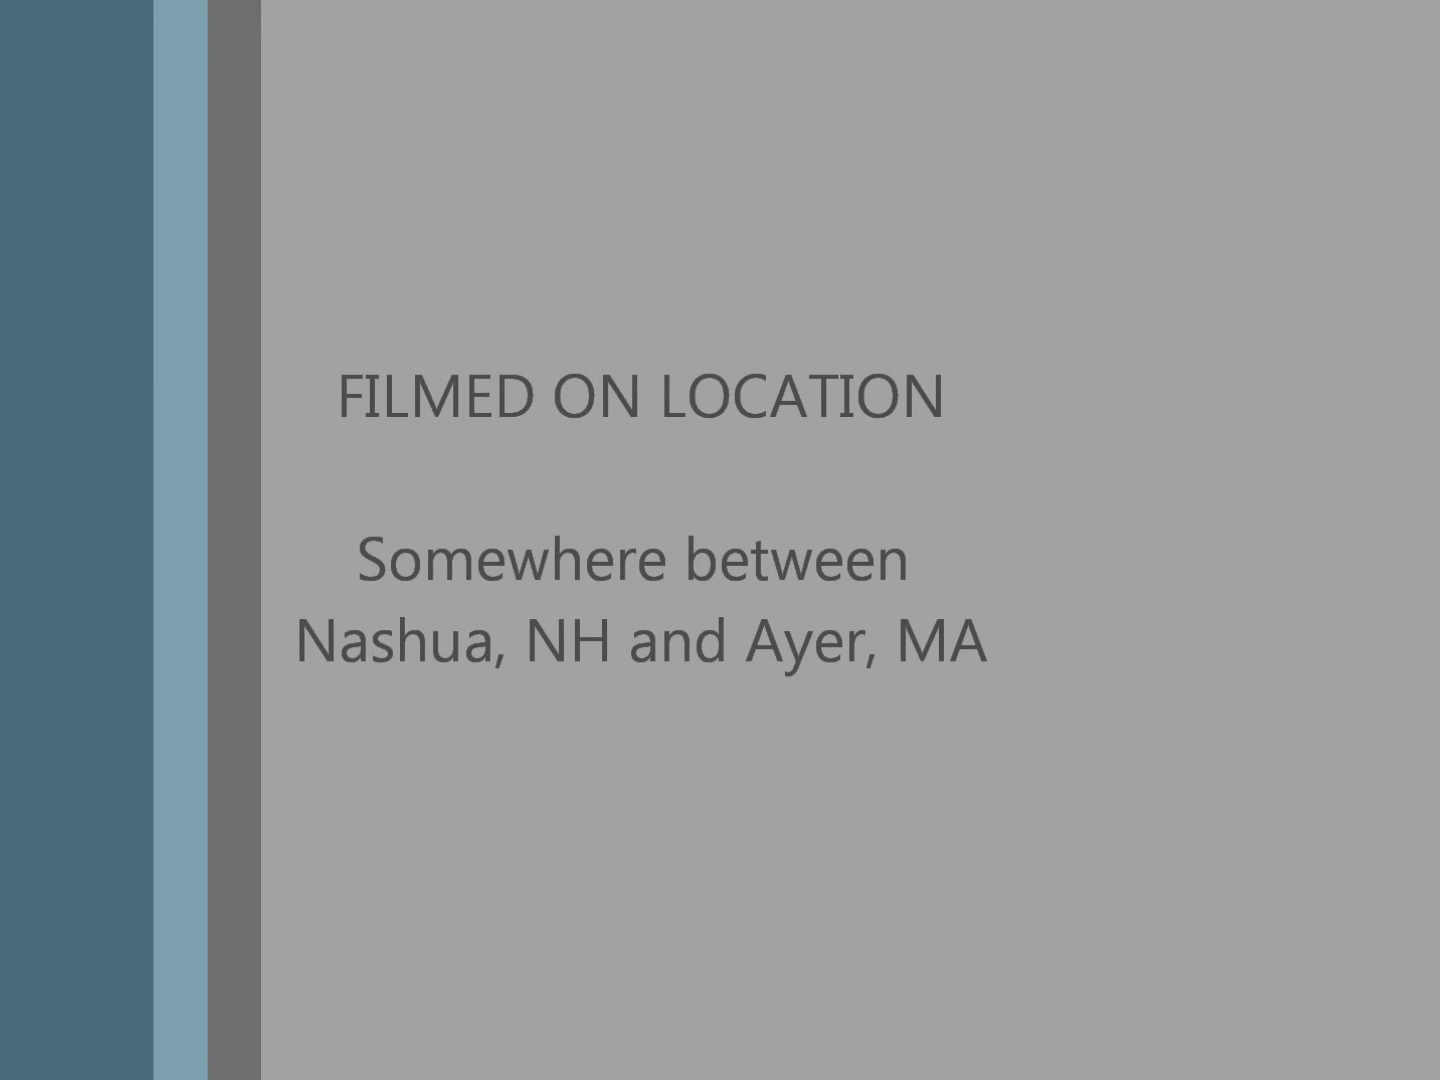 FILMED ON LOCATION
Somewhere between
Nashua, NH and Ayer, MA